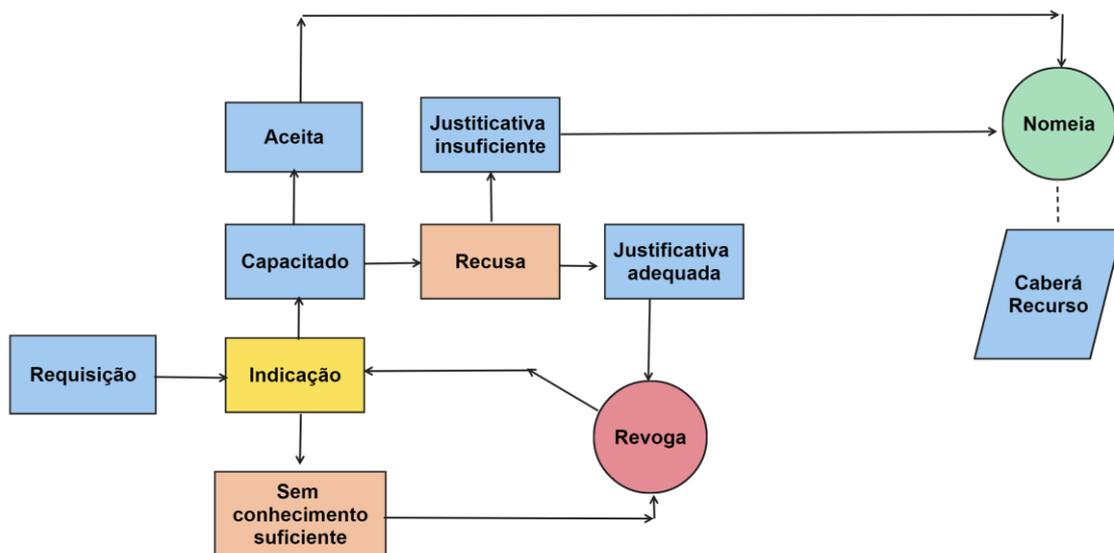 Aceita
Justiticativa
insuficiente
Nomeia
Capacitado
Recusa
Justificativa
adequada
Caberá
Recurso
Requisição
Indicação
Revoga
Sem
conhecimento
suficiente